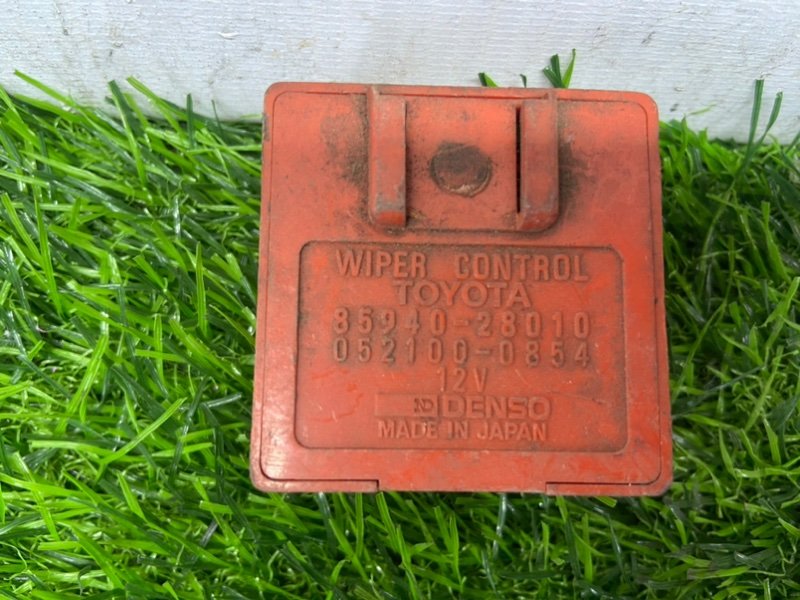 WIPER CONTROL
TOYOTA
85940-28010
052100-0854
12V
DENSO
MADE IN JAPAN